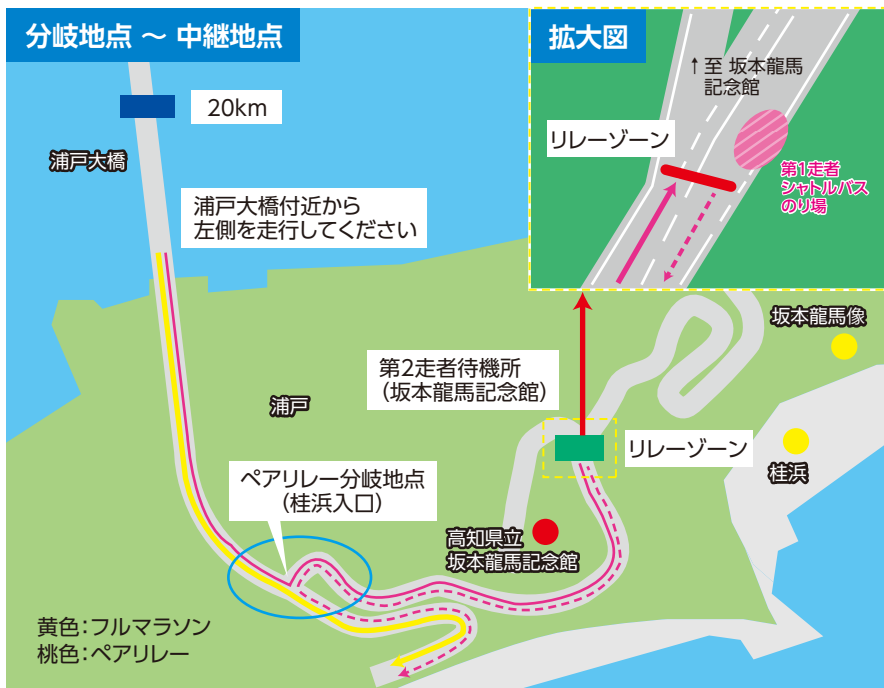 分岐地点 ～ 中継地点
20km
浦戸大橋
浦戸大橋付近から
左側を走行してください
拡大図
↑至 坂本龍馬
記念館
リレーゾーン
第1走者
シャトルバス
のり場
坂本龍馬像
第2走者待機所
（坂本龍馬記念館）
浦戸
リレーゾーン
桂浜
ペアリレー分岐地点
（桂浜入口）
高知県立
坂本龍馬記念館
黄色：フルマラソン
桃色：ペアリレー